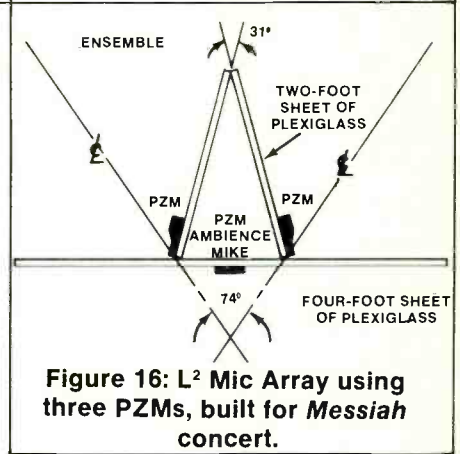 ENSEMBLE
31°
TWO-FOOT
SHEET OF
PLEXIGLASS
℄
℄
PZM
PZM
PZM
AMBIENCE
MIKE
74°
FOUR-FOOT SHEET
OF PLEXIGLASS
Figure 16: L² Mic Array using
three PZMs, built for Messiah
concert.